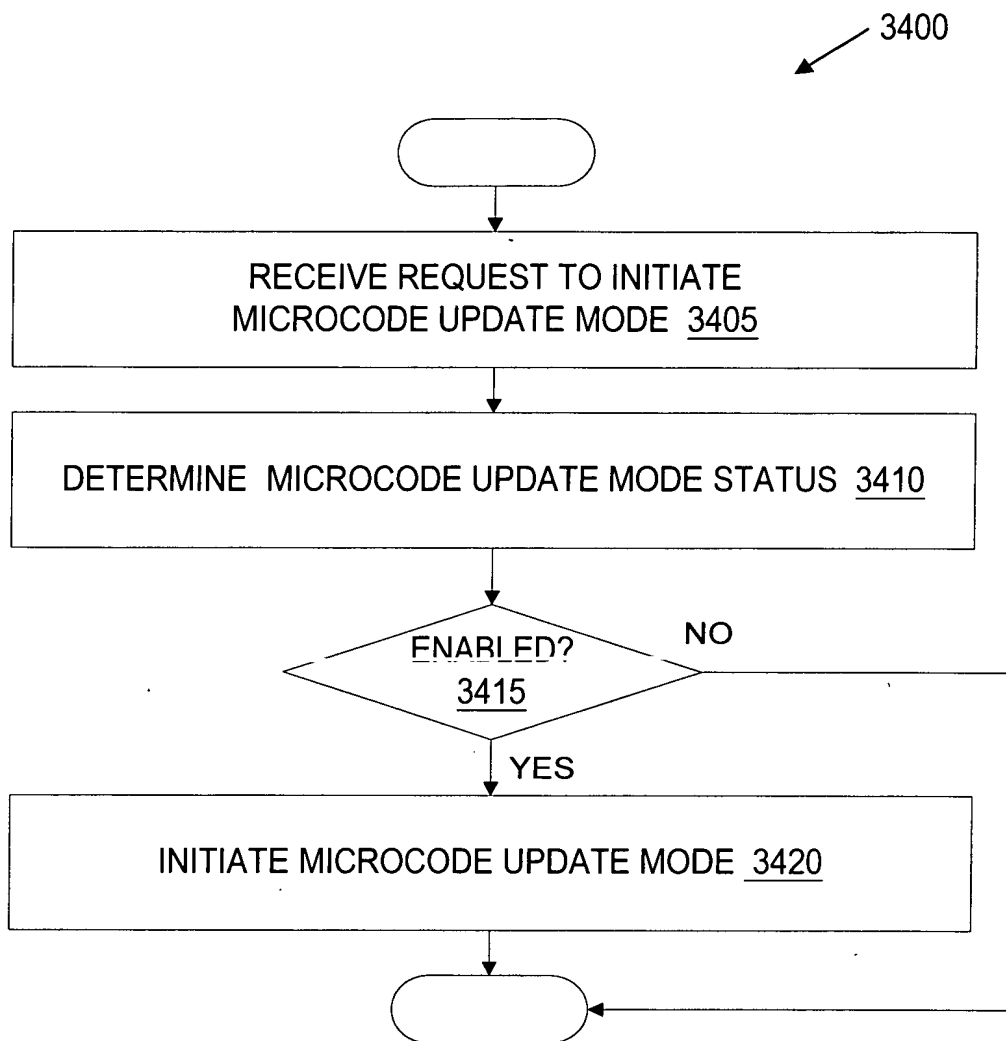 3400
RECEIVE REQUEST TO INITIATE
MICROCODE UPDATE MODE 3405
DETERMINE MICROCODE UPDATE MODE STATUS 3410
ENABLED?
3415
NO
YES
INITIATE MICROCODE UPDATE MODE 3420